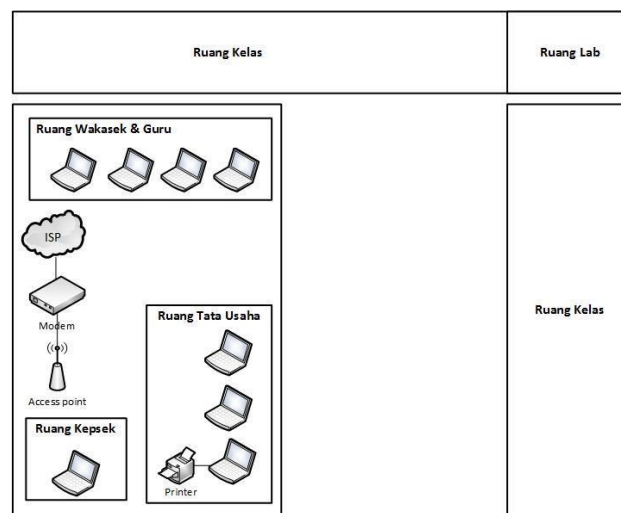 Ruang Kelas
Ruang Lab
Ruang Wakasek & Guru
ISP
Modem
Access point
Ruang Tata Usaha
Printer
Ruang Kepsek
Ruang Kelas